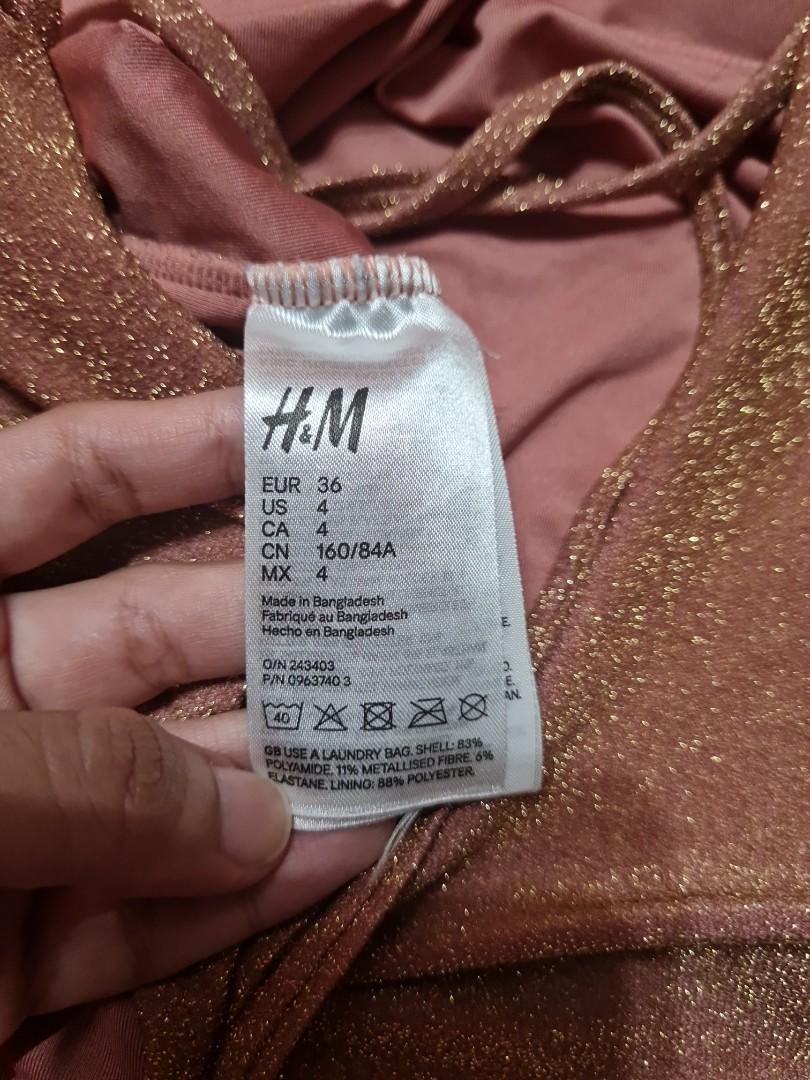 H&M
EUR 36
US 4
CA 4
CN 160/84A
MX 4
Made in Bangladesh
Fabriqué au Bangladesh
Hecho en Bangladesh
O/N 243403
P/N 0963740 3
40
GB USE A LAUNDRY BAG. SHELL: 83%
POLYAMIDE. 11% METALLISED FIBRE. 6%
ELASTANE. LINING: 88% POLYESTER.